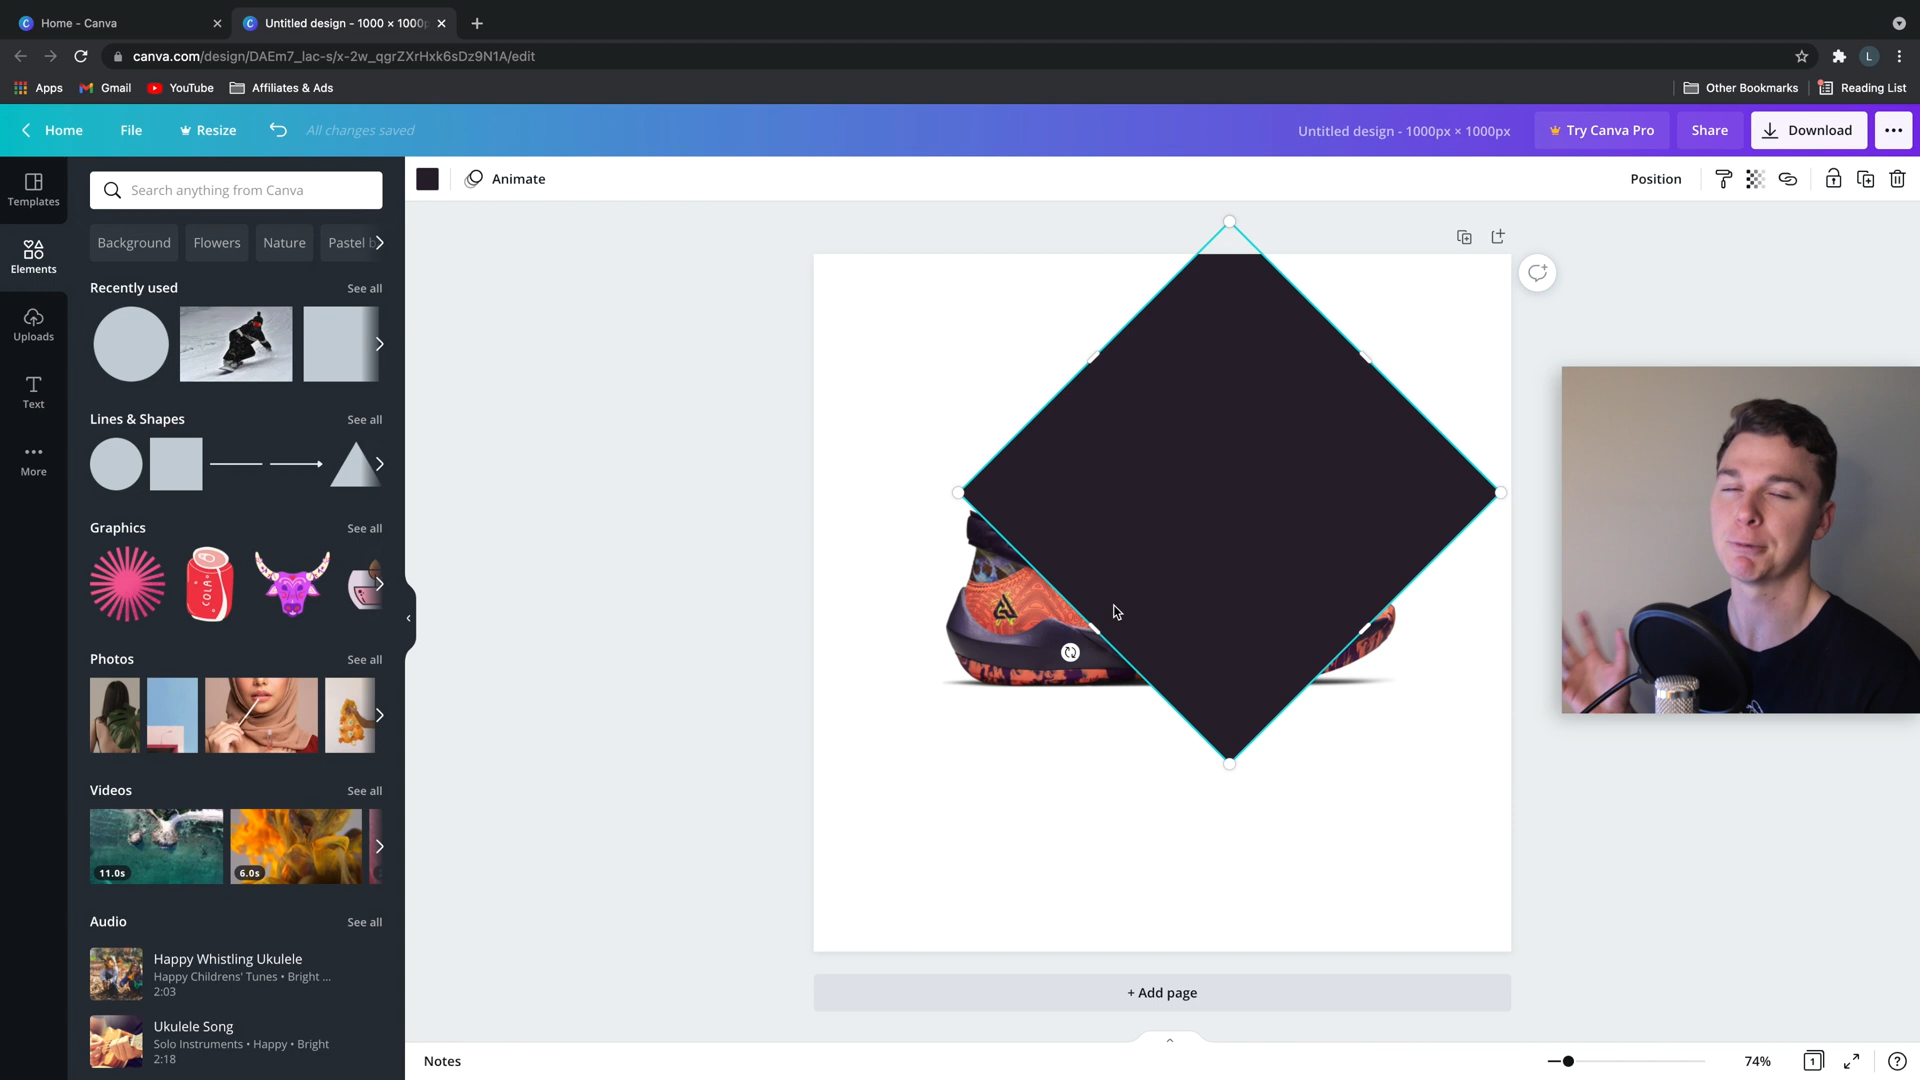 Home - Canva
Untitled design - 1000 × 1000p
canva.com/design/DAEm7_lac-s/x-2w_qgrZXrHxk6sDz9N1A/edit
L
Apps
Gmail
YouTube
Affiliates & Ads
Other Bookmarks
Reading List
Home
File
Resize
All changes saved
Untitled design - 1000px × 1000px
Try Canva Pro
Share
Download
Templates
Elements
Uploads
Text
More
Search anything from Canva
Background
Flowers
Nature
Pastel b
Animate
Position
Recently used
See all
Lines & Shapes
See all
Graphics
See all
COLA
Photos
See all
Videos
See all
11.0s
6.0s
Audio
See all
Happy Whistling Ukulele
Happy Childrens' Tunes • Bright ...
2:03
Ukulele Song
Solo Instruments • Happy • Bright
2:18
+ Add page
Notes
74%
1